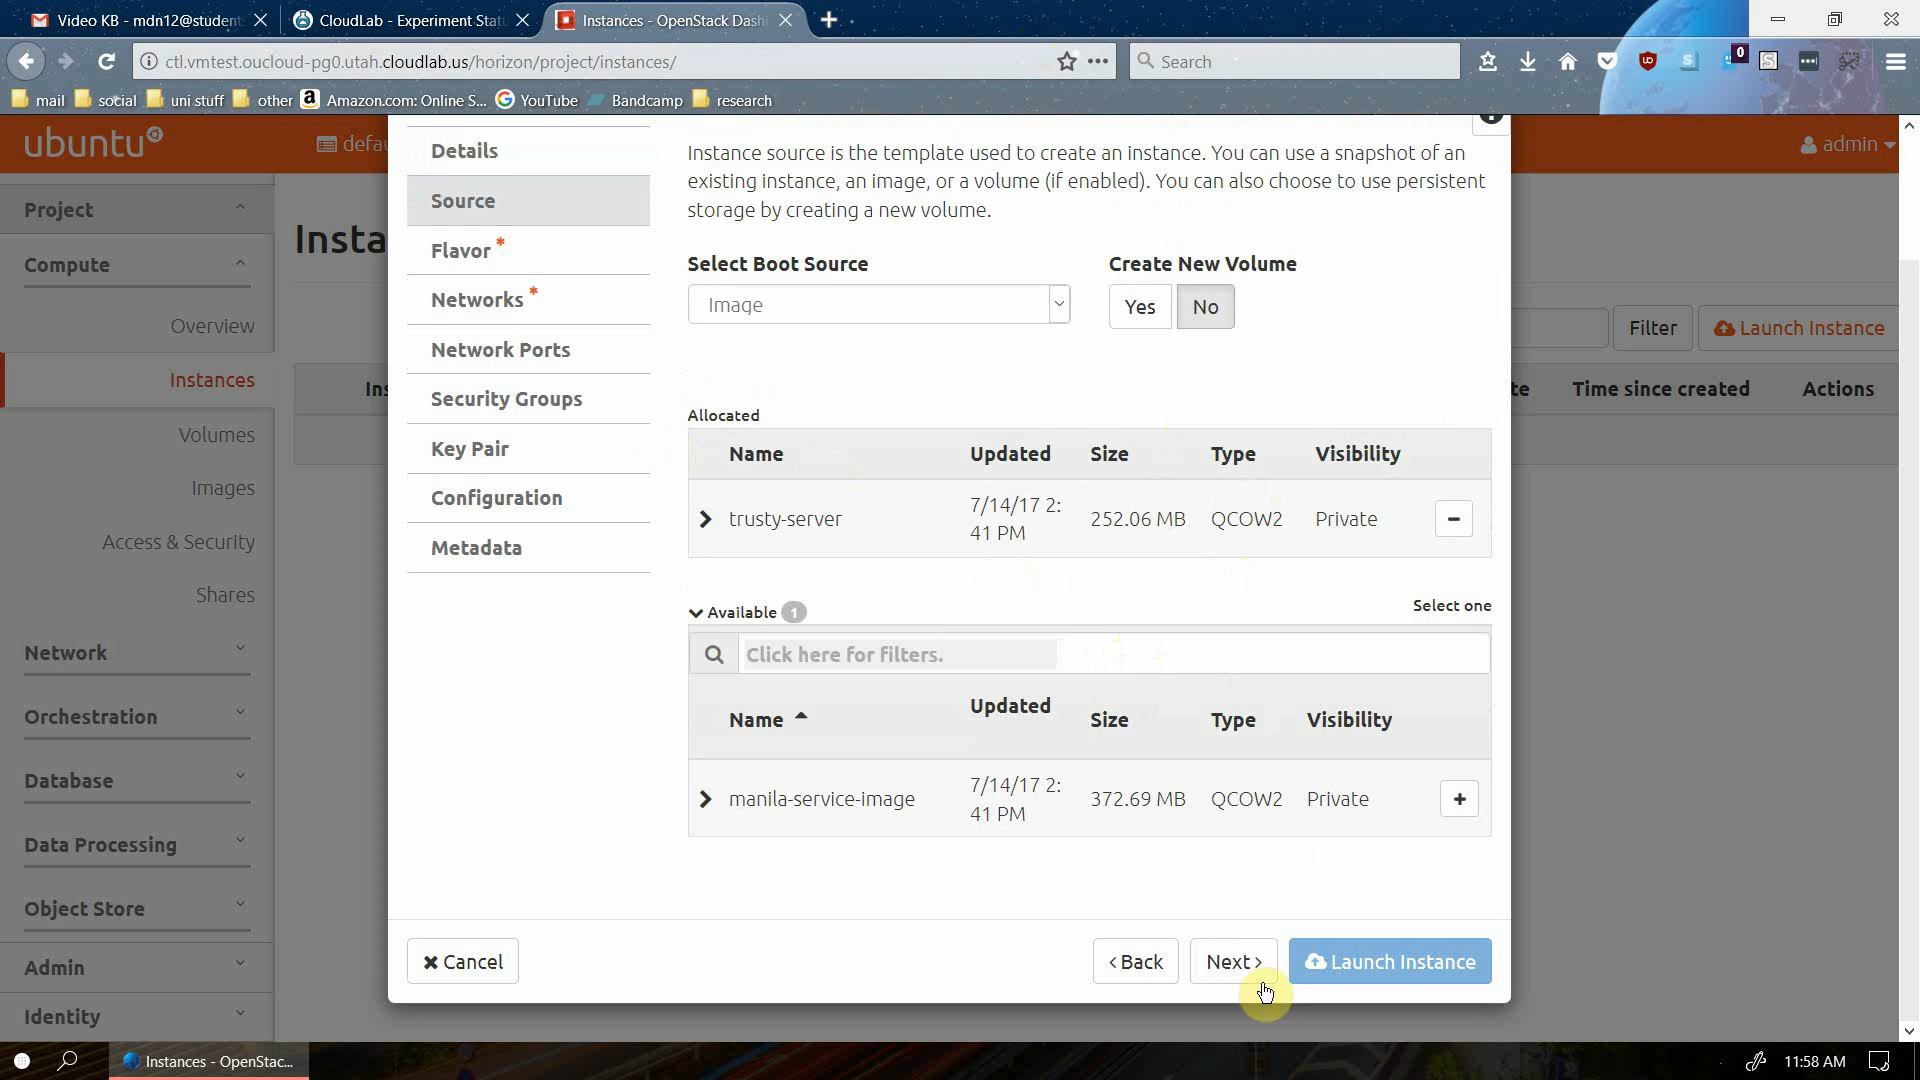 Video KB - mdn12@student
CloudLab - Experiment Stat
Instances - OpenStack Dash
ctl.vmtest.oucloud-pg0.utah.cloudlab.us/horizon/project/instances/
Search
0
mail
social
uni stuff
other
Amazon.com: Online S...
YouTube
Bandcamp
research
ubuntu
defau
admin
Project
Compute
Overview
Instances
Volumes
Images
Access & Security
Shares
Network
Orchestration
Database
Data Processing
Object Store
Admin
Identity
Insta
Ins
Filter
Launch Instance
te
Time since created
Actions
Details
Source
Flavor *
Networks *
Network Ports
Security Groups
Key Pair
Configuration
Metadata
Instance source is the template used to create an instance. You can use a snapshot of an
existing instance, an image, or a volume (if enabled). You can also choose to use persistent
storage by creating a new volume.
Select Boot Source
Create New Volume
Image
Yes
No
Allocated
Name Updated Size Type Visibility
trusty-server 7/14/17 2:
41 PM 252.06 MB QCOW2 Private
Available 1
Select one
Click here for filters.
Name Updated Size Type Visibility
manila-service-image 7/14/17 2:
41 PM 372.69 MB QCOW2 Private
Cancel
‹ Back
Next ›
Launch Instance
Instances - OpenStac...
11:58 AM